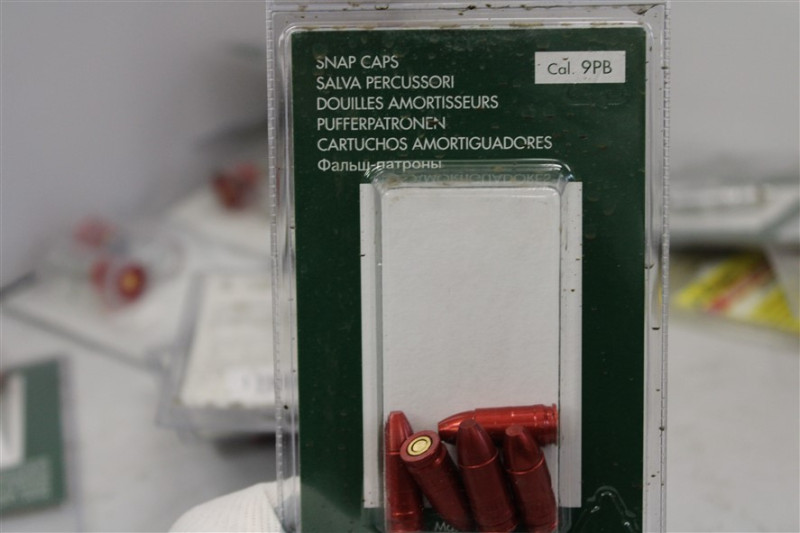 SNAP CAPS
Cal. 9PB
SALVA PERCUSSORI
DOUILLES AMORTISSEURS
PUFFERPATRONEN
CARTUCHOS AMORTIGUADORES
Фальш-патроны